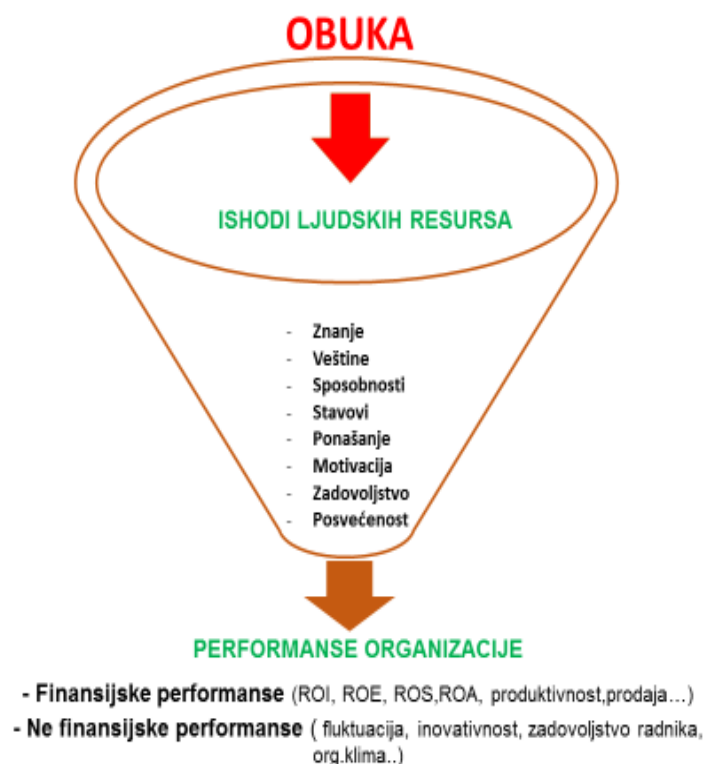 OBUKA
ISHODI LJUDSKIH RESURSA
- Znanje
- Veštine
- Sposobnosti
- Stavovi
- Ponašanje
- Motivacija
- Zadovoljstvo
- Posvećenost
PERFORMANSE ORGANIZACIJE
- Finansijske performanse (ROI, ROE, ROS,ROA, produktivnost,prodaja...)
- Ne finansijske performanse ( fluktuacija, inovativnost, zadovoljstvo radnika,
org.klima..)